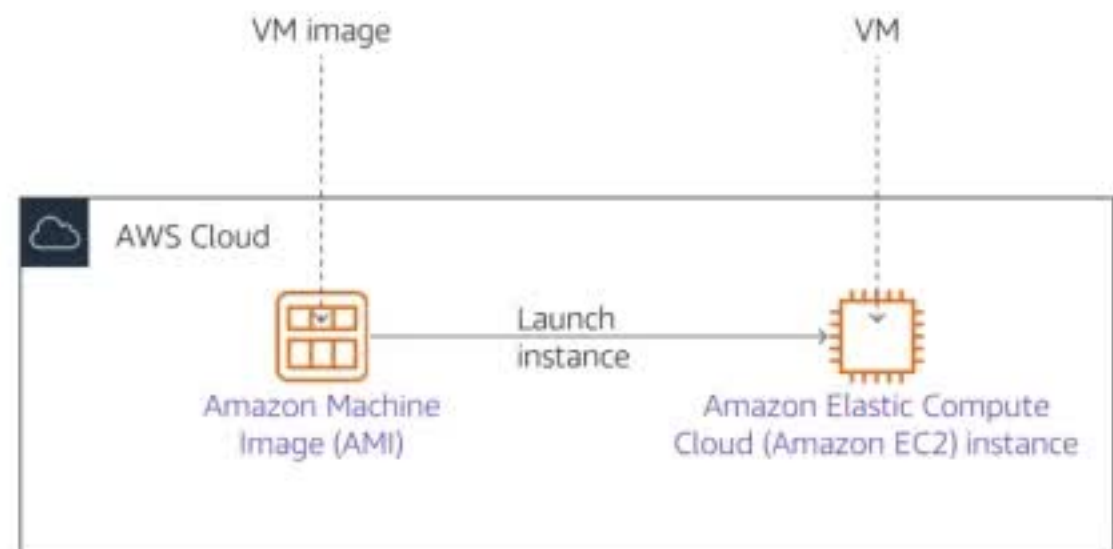 VM image
VM
AWS Cloud
Launch
instance
Amazon Machine
Image (AMI)
Amazon Elastic Compute
Cloud (Amazon EC2) instance